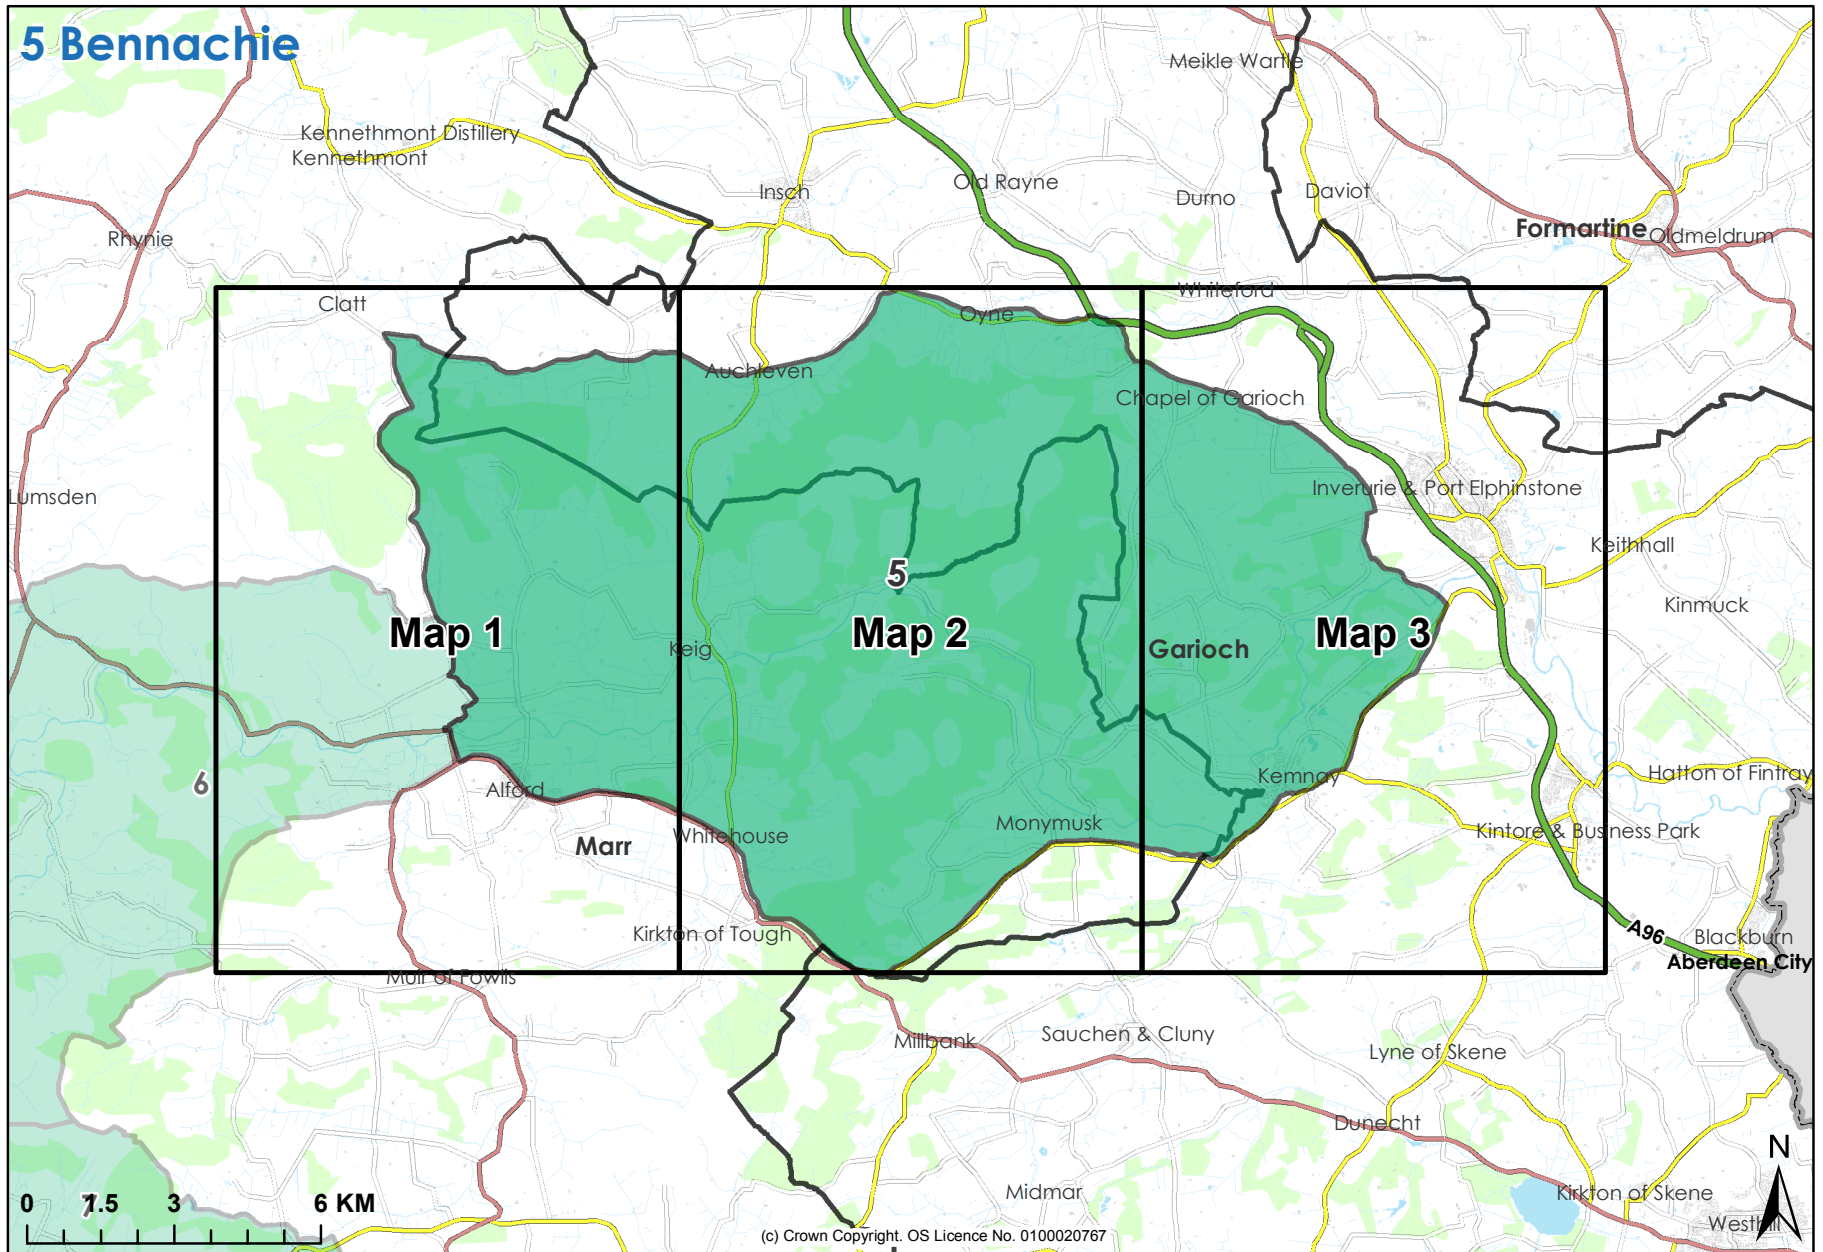 5 Bennachie
Meikle Wartle
Kennethmont Distillery
Kennethmont
Insch
Old Rayne
Durno
Daviot
Formartine
Oldmeldrum
Rhynie
Clatt
Whiteford
Oyne
Auchleven
Chapel of Garioch
Lumsden
Inverurie & Port Elphinstone
Keithhall
5
Kinmuck
Map 1
Map 2
Map 3
Keig
Garioch
6
Kemnay
Hatton of Fintray
Alford
Monymusk
Kintore & Business Park
Whitehouse
Marr
Kirkton of Tough
A96
Blackburn
Aberdeen City
Muir of Fowlis
Millbank
Sauchen & Cluny
Lyne of Skene
Dunecht
N
Midmar
Kirkton of Skene
Westhill
7
0 1.5 3 6 KM
(c) Crown Copyright. OS Licence No. 0100020767